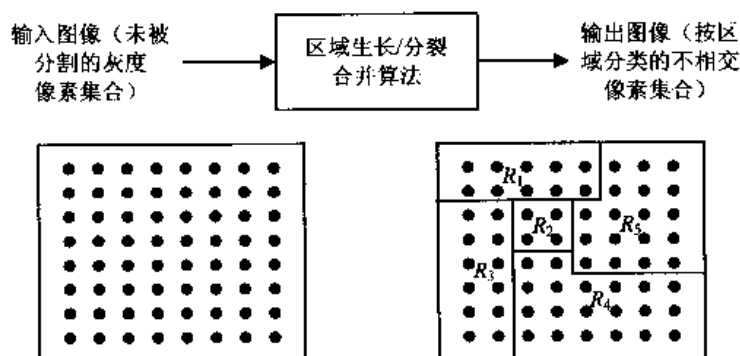 输入图像（未被
分割的灰度
像素集合）
区域生长/分裂
合并算法
输出图像（按区
域分类的不相交
像素集合）
R₁
R₂
R₅
R₃
R₄